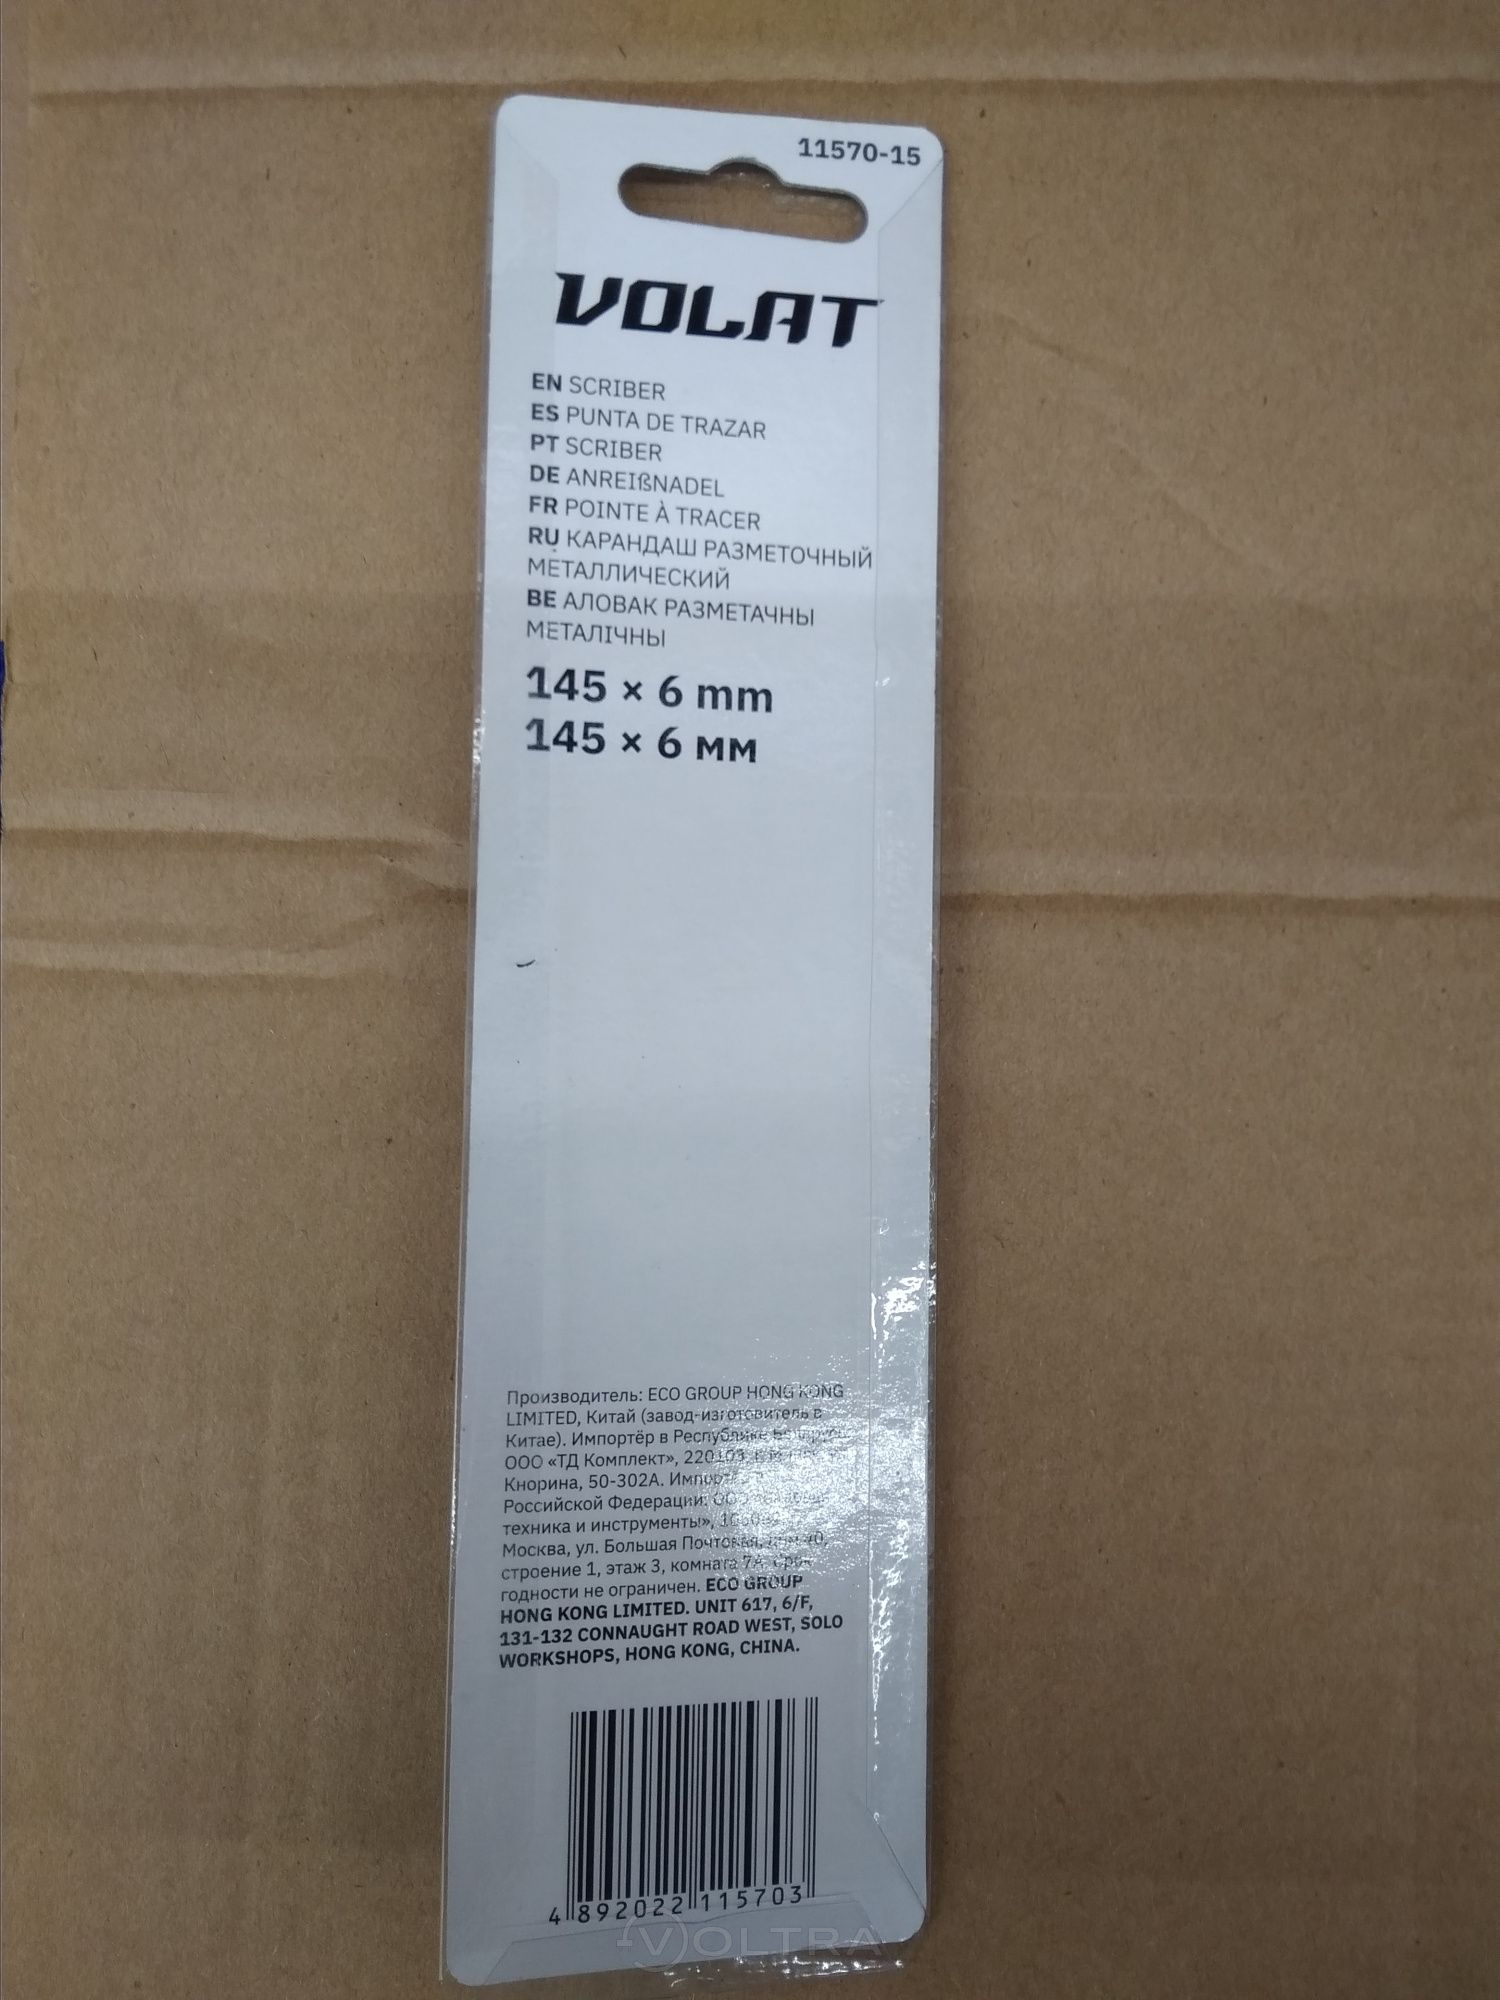 11570-15
VOLAT
EN SCRIBER
ES PUNTA DE TRAZAR
PT SCRIBER
DE ANREIßNADEL
FR POINTE À TRACER
RU КАРАНДАШ РАЗМЕТОЧНЫЙ
МЕТАЛЛИЧЕСКИЙ
BE АЛОВАК РАЗМЕТАЧНЫ
МЕТАЛІЧНЫ
145 × 6 mm
145 × 6 мм
Производитель: ECO GROUP HONG KONG
LIMITED, Китай (завод-изготовитель в
Китае). Импортёр в Республике
ООО «ТД Комплект»,
Кнорина, 50-302А.
Российской Федерации: ООО
техника и инструменты»,
Москва, ул. Большая Почтовая,
строение 1, этаж 3, комната 7А. Срок
годности не ограничен. ECO GROUP
HONG KONG LIMITED. UNIT 617, 6/F,
131-132 CONNAUGHT ROAD WEST, SOLO
WORKSHOPS, HONG KONG, CHINA.
4 892022 115703
VOLTRA